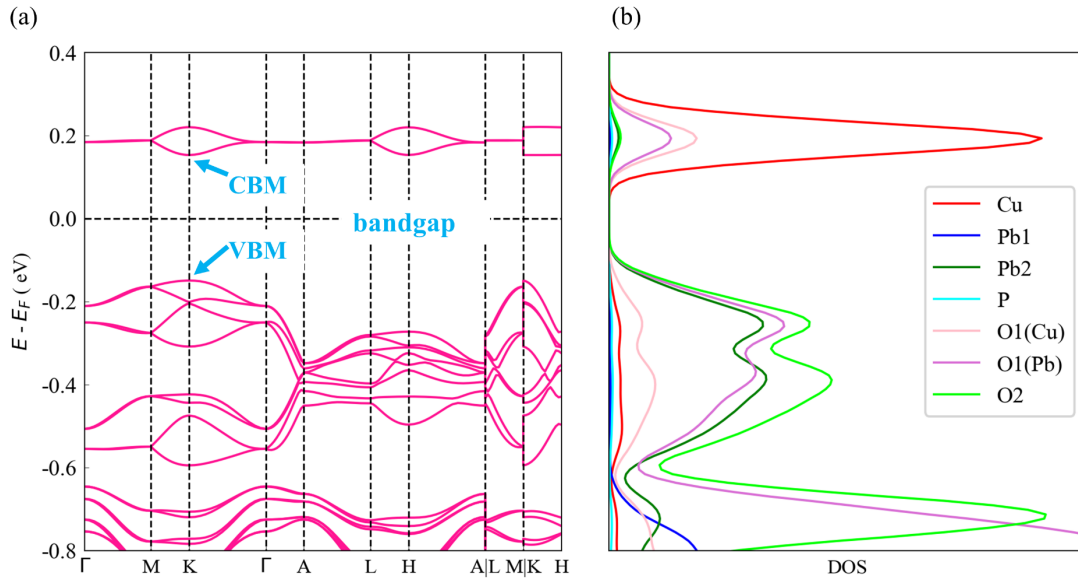 (a)
(b)
0.4
0.2
0.0
-0.2
-0.4
-0.6
-0.8
E - E_F ( eV)
CBM
bandgap
VBM
Γ M K Γ A L H A|L M|K H
Cu
Pb1
Pb2
P
O1(Cu)
O1(Pb)
O2
DOS